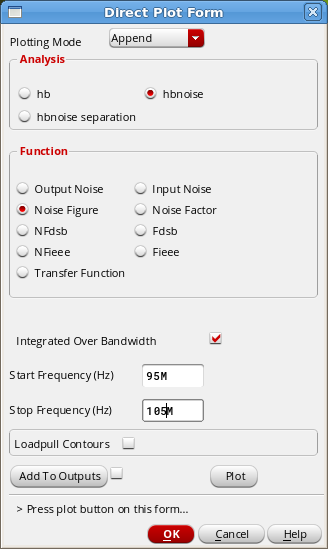 Direct Plot Form
Plotting Mode Append
Analysis
hb hbnoise
hbnoise separation
Function
Output Noise Input Noise
Noise Figure Noise Factor
NFdsb Fdsb
NFieee Fieee
Transfer Function
Integrated Over Bandwidth
Start Frequency (Hz) 95M
Stop Frequency (Hz) 105M
Loadpull Contours
Add To Outputs Plot
> Press plot button on this form...
OK Cancel Help